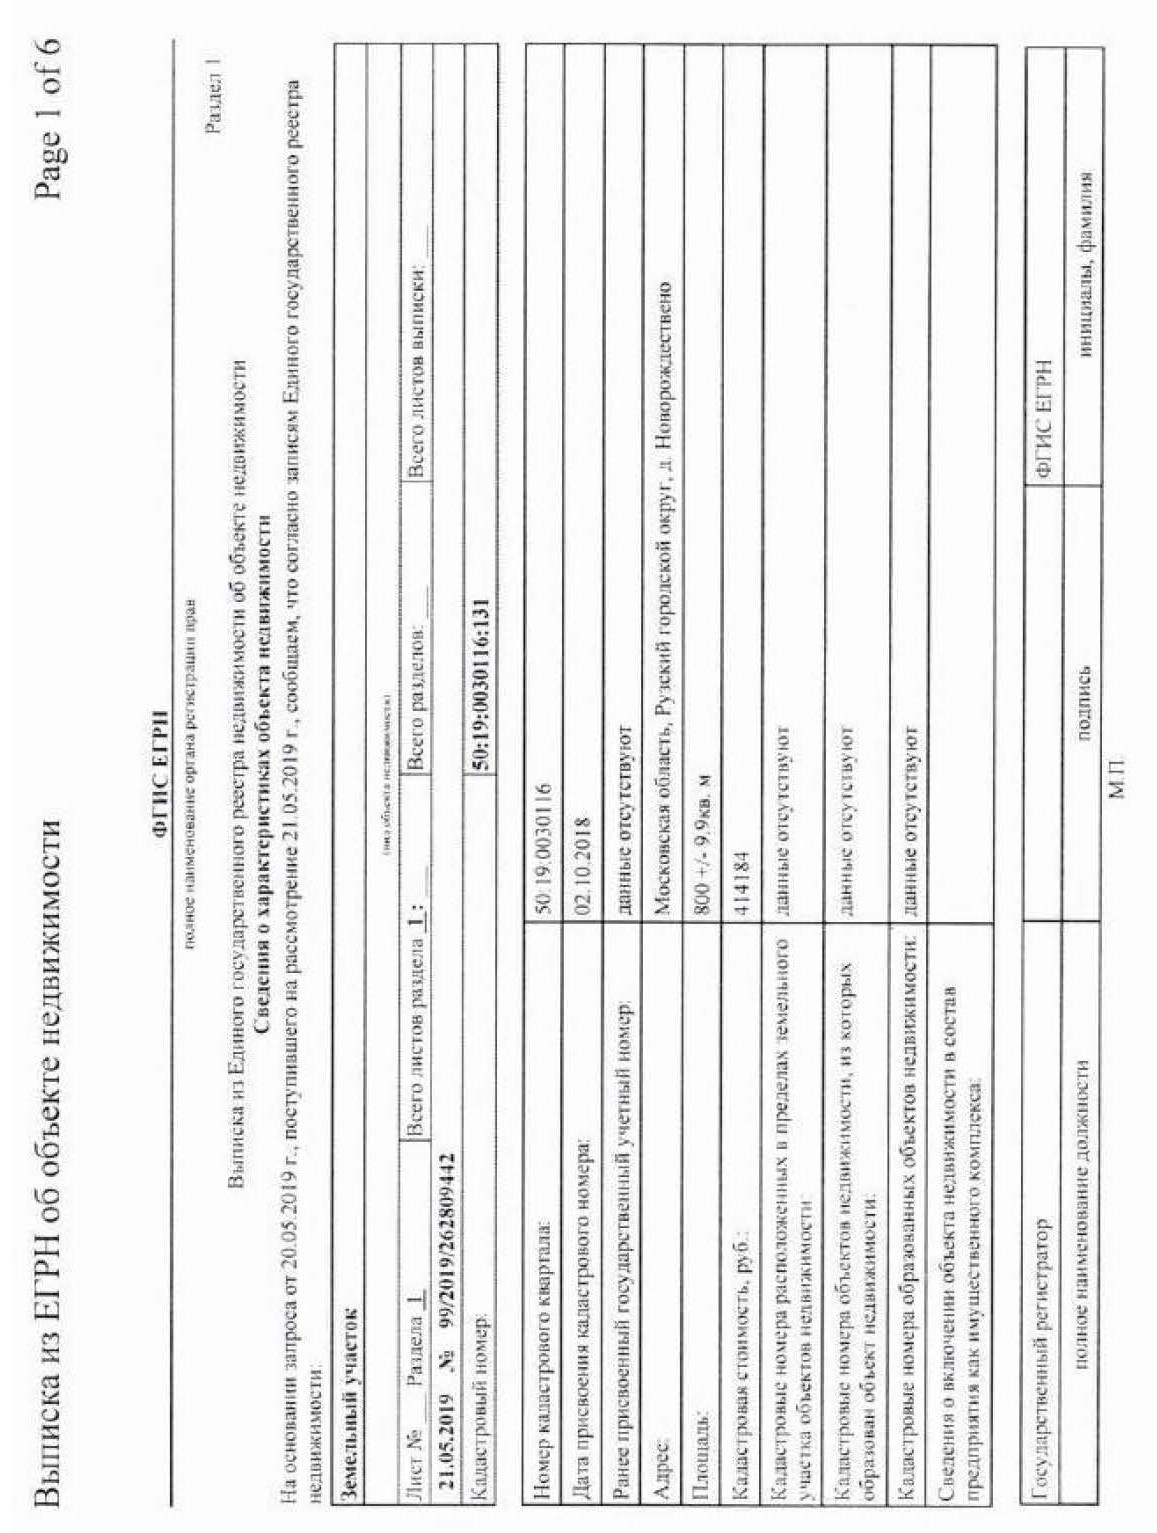 Выписка из ЕГРН об объекте недвижимости
Page 1 of 6
ФГИС ЕГРН
полное наименование органа регистрации прав
Раздел 1
Выписка из Единого государственного реестра недвижимости об объекте недвижимости
Сведения о характеристиках объекта недвижимости
На основании запроса от 20.05.2019 г., поступившего на рассмотрение 21.05.2019 г., сообщаем, что согласно записям Единого государственного реестра
недвижимости:
Земельный участок
(вид объекта недвижимости)
Лист № ___ Раздела 1
Всего листов раздела 1 : ___
Всего разделов: ___
Всего листов выписки: ___
21.05.2019 № 99/2019/262809442
Кадастровый номер:
50:19:0030116:131
Номер кадастрового квартала:
50:19:0030116
Дата присвоения кадастрового номера:
02.10.2018
Ранее присвоенный государственный учетный номер:
данные отсутствуют
Адрес:
Московская область, Рузский городской округ, д. Новорождествено
Площадь:
800 +/- 9.9кв. м
Кадастровая стоимость, руб.:
414184
Кадастровые номера расположенных в пределах земельного
участка объектов недвижимости:
данные отсутствуют
Кадастровые номера объектов недвижимости, из которых
образован объект недвижимости:
данные отсутствуют
Кадастровые номера образованных объектов недвижимости:
данные отсутствуют
Сведения о включении объекта недвижимости в состав
предприятия как имущественного комплекса:
Государственный регистратор
ФГИС ЕГРН
полное наименование должности
подпись
инициалы, фамилия
М.П.